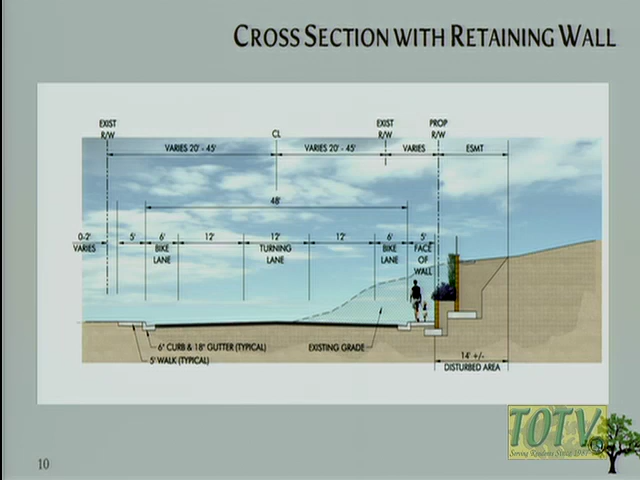 CROSS SECTION WITH RETAINING WALL
EXIST R/W
CL
EXIST R/W
PROP R/W
VARIES 20' - 45'
VARIES 20' - 45'
VARIES
ESMT
48'
0-2' VARIES
5'
6' BIKE LANE
12'
12' TURNING LANE
12'
6' BIKE LANE
5' FACE OF WALL
6" CURB & 18" GUTTER (TYPICAL)
5' WALK (TYPICAL)
EXISTING GRADE
14' +/-
DISTURBED AREA
10
TOTV
Since 1987